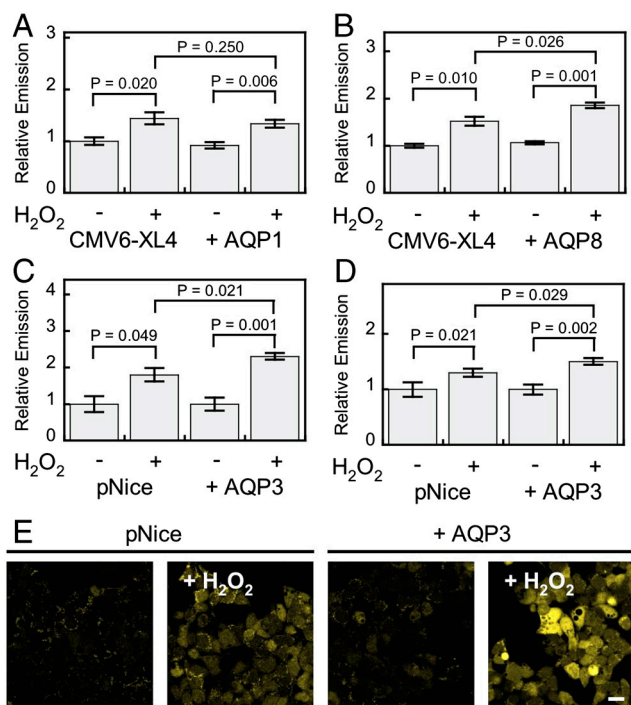 A
Relative Emission
3
2
1
0
P = 0.250
P = 0.020
P = 0.006
H₂O₂ - + - +
CMV6-XL4 + AQP1
B
Relative Emission
3
2
1
0
P = 0.026
P = 0.010
P = 0.001
H₂O₂ - + - +
CMV6-XL4 + AQP8
C
Relative Emission
4
3
2
1
0
P = 0.021
P = 0.049
P = 0.001
H₂O₂ - + - +
pNice + AQP3
D
Relative Emission
2
1
0
P = 0.029
P = 0.021
P = 0.002
H₂O₂ - + - +
pNice + AQP3
E
pNice + AQP3
+ H₂O₂ + H₂O₂